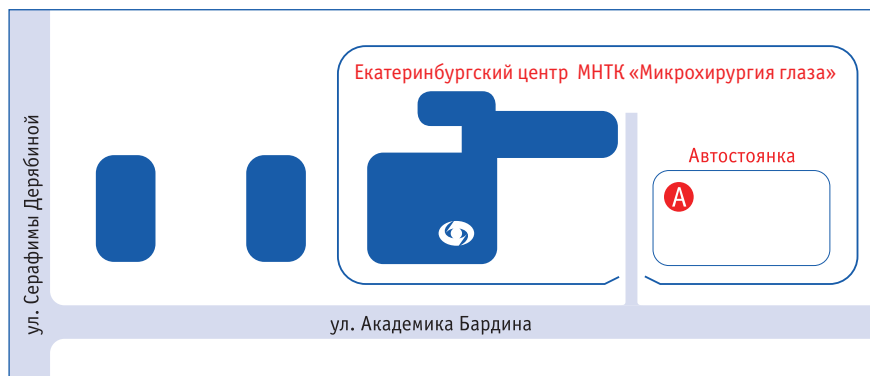 Екатеринбургский центр МНТК «Микрохирургия глаза»
Автостоянка
А
ул. Серафимы Дерябиной
ул. Академика Бардина